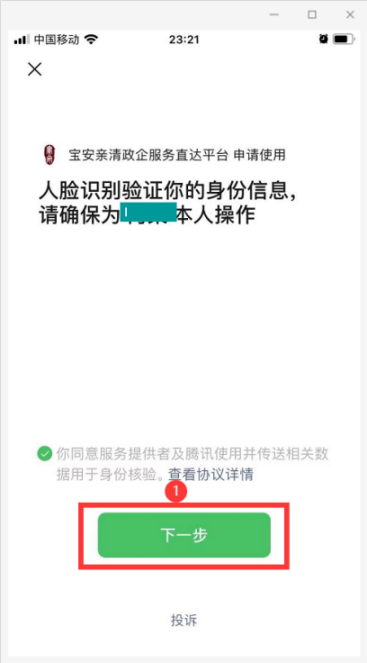 中国移动 23:21
宝安亲清政企服务直达平台 申请使用
人脸识别验证你的身份信息,
请确保为 本人操作
你同意服务提供者及腾讯使用并传送相关数
据用于身份核验。查看协议详情
1
下一步
投诉